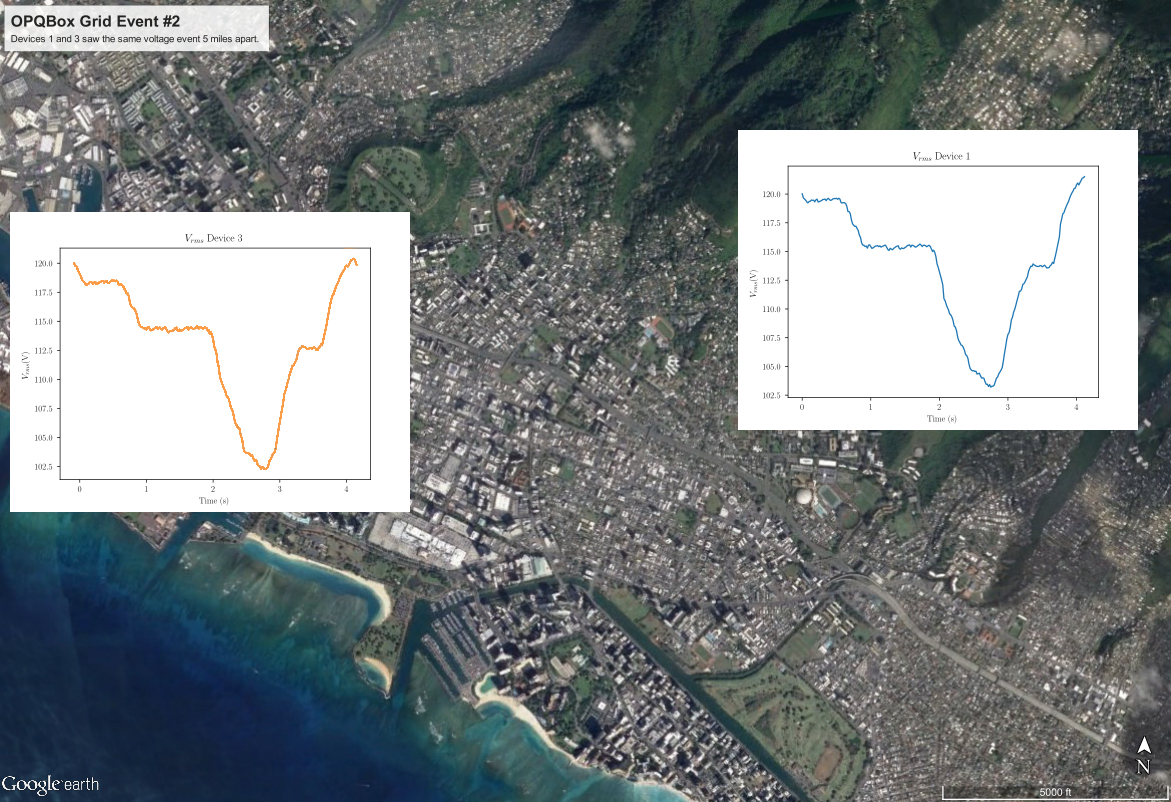 OPQBox Grid Event #2
Devices 1 and 3 saw the same voltage event 5 miles apart.
Vrms Device 3
120.0
117.5
115.0
112.5
110.0
107.5
105.0
102.5
Vrms(V)
0 1 2 3 4
Time (s)
Vrms Device 1
120.0
117.5
115.0
112.5
110.0
107.5
105.0
102.5
Vrms(V)
0 1 2 3 4
Time (s)
Google earth
N
5000 ft